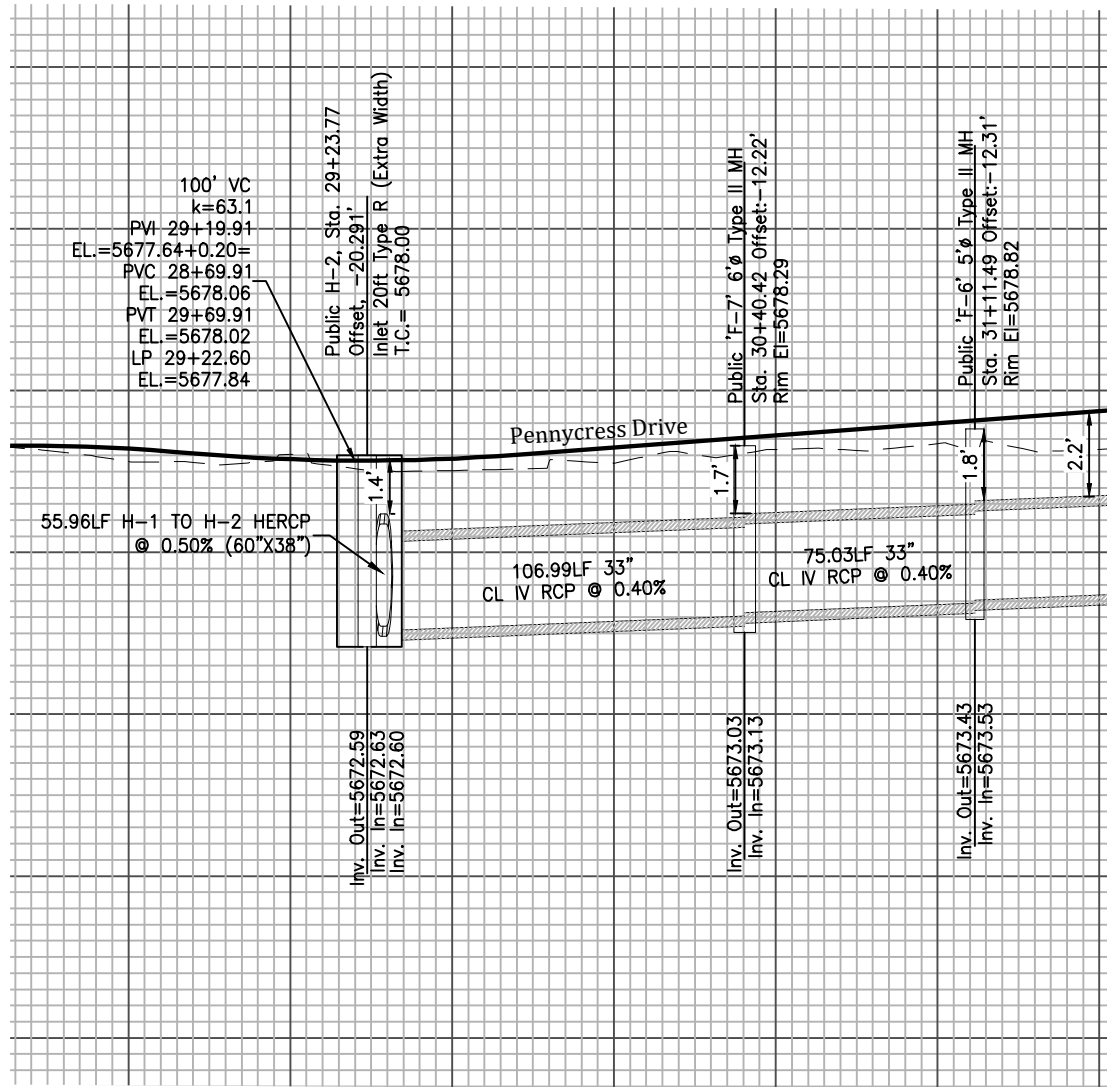 100' VC
k=63.1
PVI 29+19.91
EL.=5677.64+0.20=
PVC 28+69.91
EL.=5678.06
PVT 29+69.91
EL.=5678.02
LP 29+22.60
EL.=5677.84
Public H-2, Sta. 29+23.77
Offset, -20.291'
Inlet 20ft Type R (Extra Width)
T.C.= 5678.00
Public 'F-7' 6'ø Type II MH
Sta. 30+40.42 Offset:-12.22'
Rim El=5678.29
Public 'F-6' 5'ø Type II MH
Sta. 31+11.49 Offset:-12.31'
Rim El=5678.82
Pennycress Drive
1.4'
1.7'
1.8'
2.2'
55.96LF H-1 TO H-2 HERCP
@ 0.50% (60"X38")
106.99LF 33"
CL IV RCP @ 0.40%
75.03LF 33"
CL IV RCP @ 0.40%
Inv. Out=5672.59
Inv. In=5672.63
Inv. In=5672.60
Inv. Out=5673.03
Inv. In=5673.13
Inv. Out=5673.43
Inv. In=5673.53